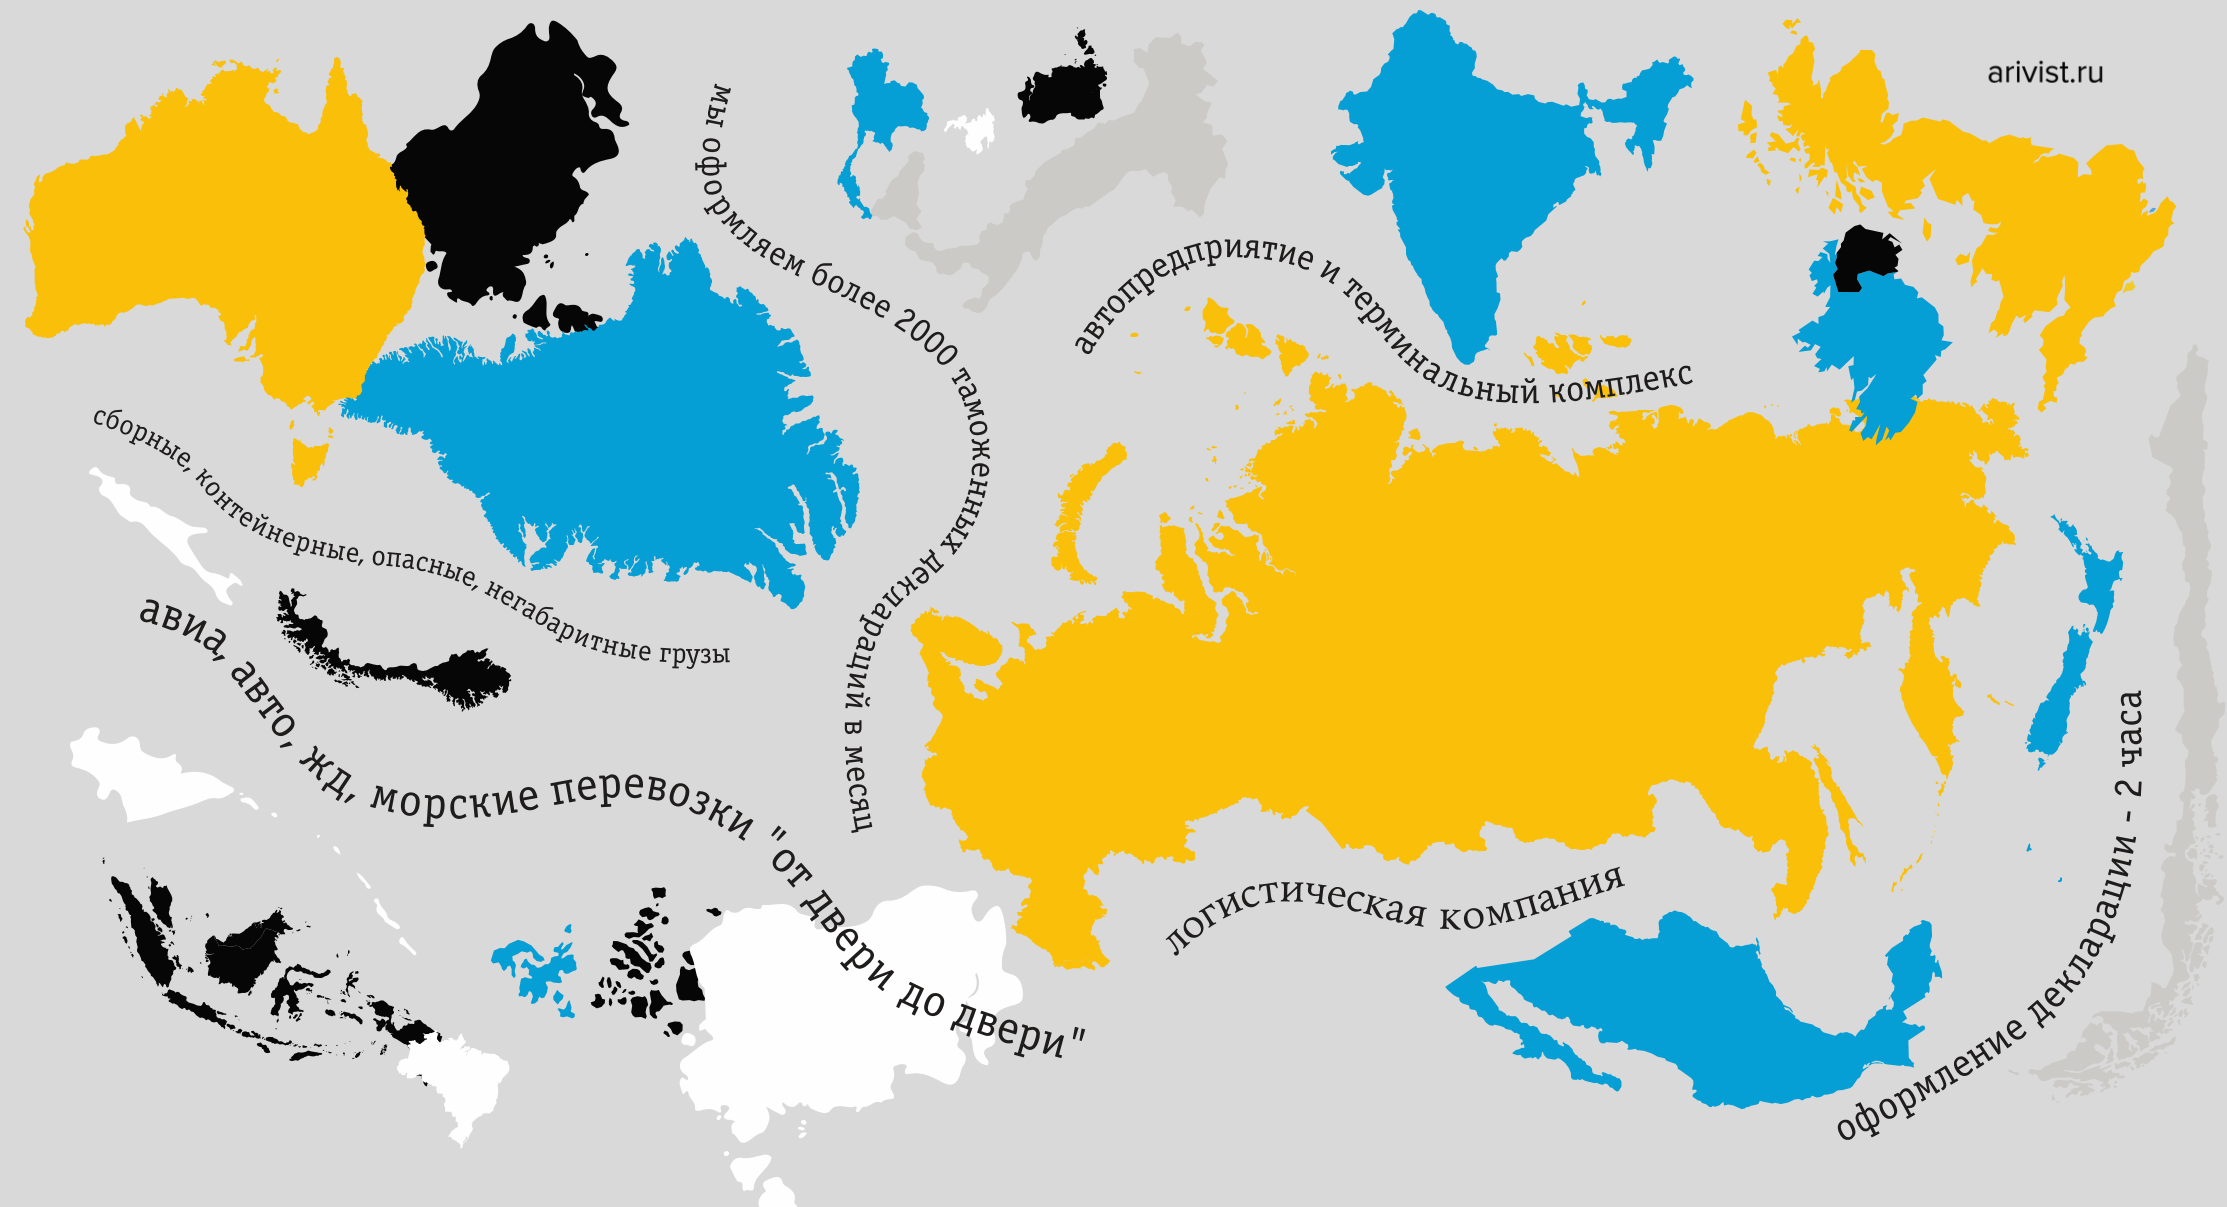 arivist.ru
мы оформляем более 2000 таможенных деклараций в месяц
автопредприятие и терминальный комплекс
сборные, контейнерные, опасные, негабаритные грузы
авиа, авто, жд, морские перевозки "от двери до двери"
логистическая компания
оформление декларации - 2 часа